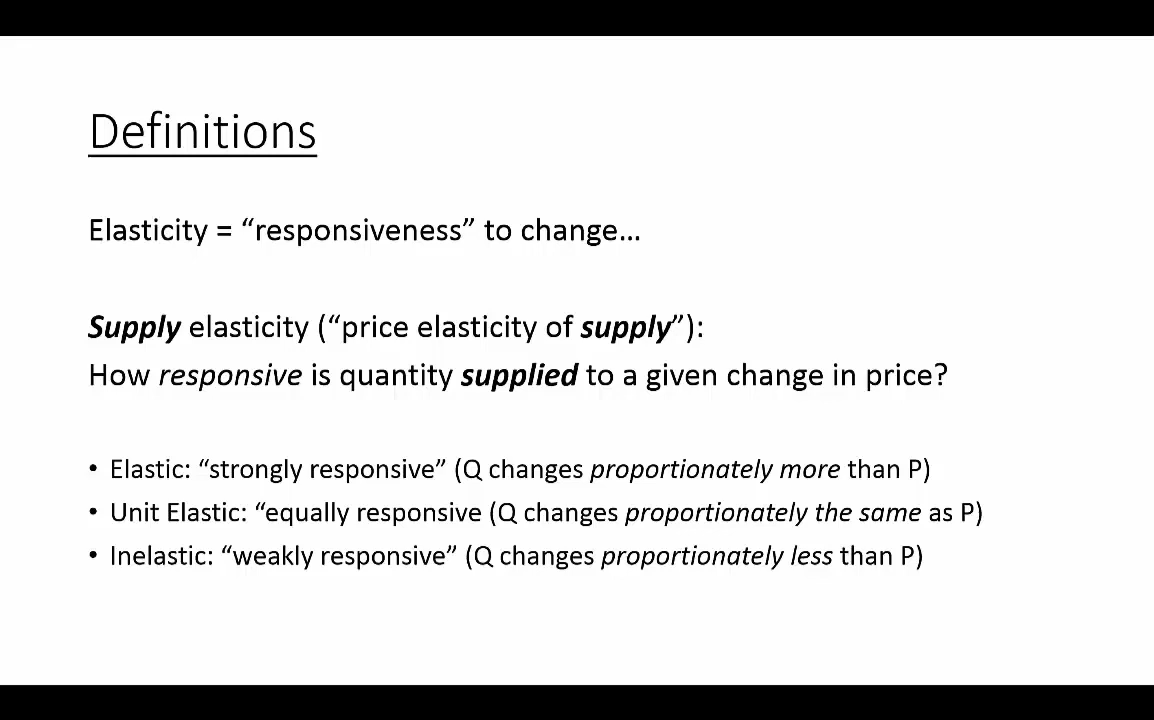 Definitions
Elasticity = “responsiveness” to change…
Supply elasticity (“price elasticity of supply”):
How responsive is quantity supplied to a given change in price?
• Elastic: “strongly responsive” (Q changes proportionately more than P)
• Unit Elastic: “equally responsive (Q changes proportionately the same as P)
• Inelastic: “weakly responsive” (Q changes proportionately less than P)